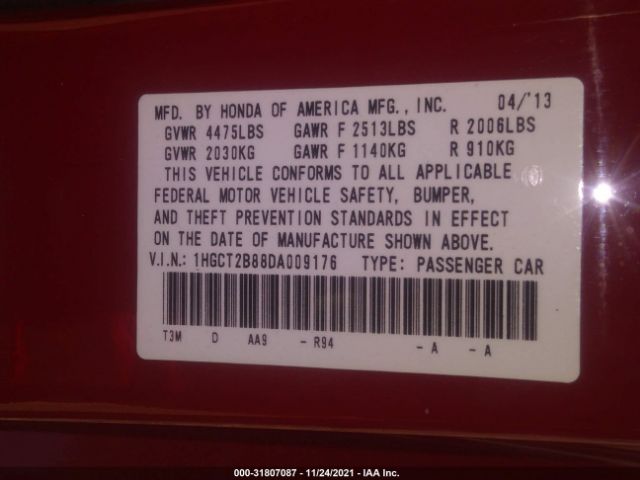 MFD. BY HONDA OF AMERICA MFG., INC. 04/'13
GVWR 4475LBS GAWR F 2513LBS R 2006LBS
GVWR 2030KG GAWR F 1140KG R 910KG
THIS VEHICLE CONFORMS TO ALL APPLICABLE
FEDERAL MOTOR VEHICLE SAFETY, BUMPER,
AND THEFT PREVENTION STANDARDS IN EFFECT
ON THE DATE OF MANUFACTURE SHOWN ABOVE.
V.I.N.: 1HGCT2B88DA009176 TYPE: PASSENGER CAR
T3M D AA9 - R94 - A - A
000-31807087 - 11/24/2021 - IAA Inc.